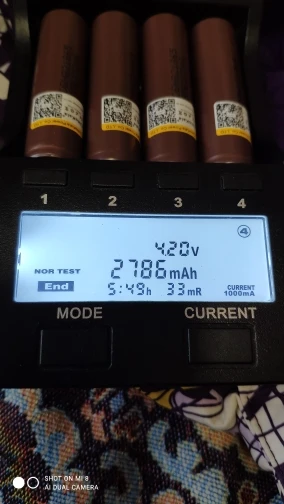 1 2 3 4
④
4.20v
NOR TEST 2786mAh
End 5:49h 33mR CURRENT 1000mA
MODE CURRENT
SHOT ON MI 8
AI DUAL CAMERA